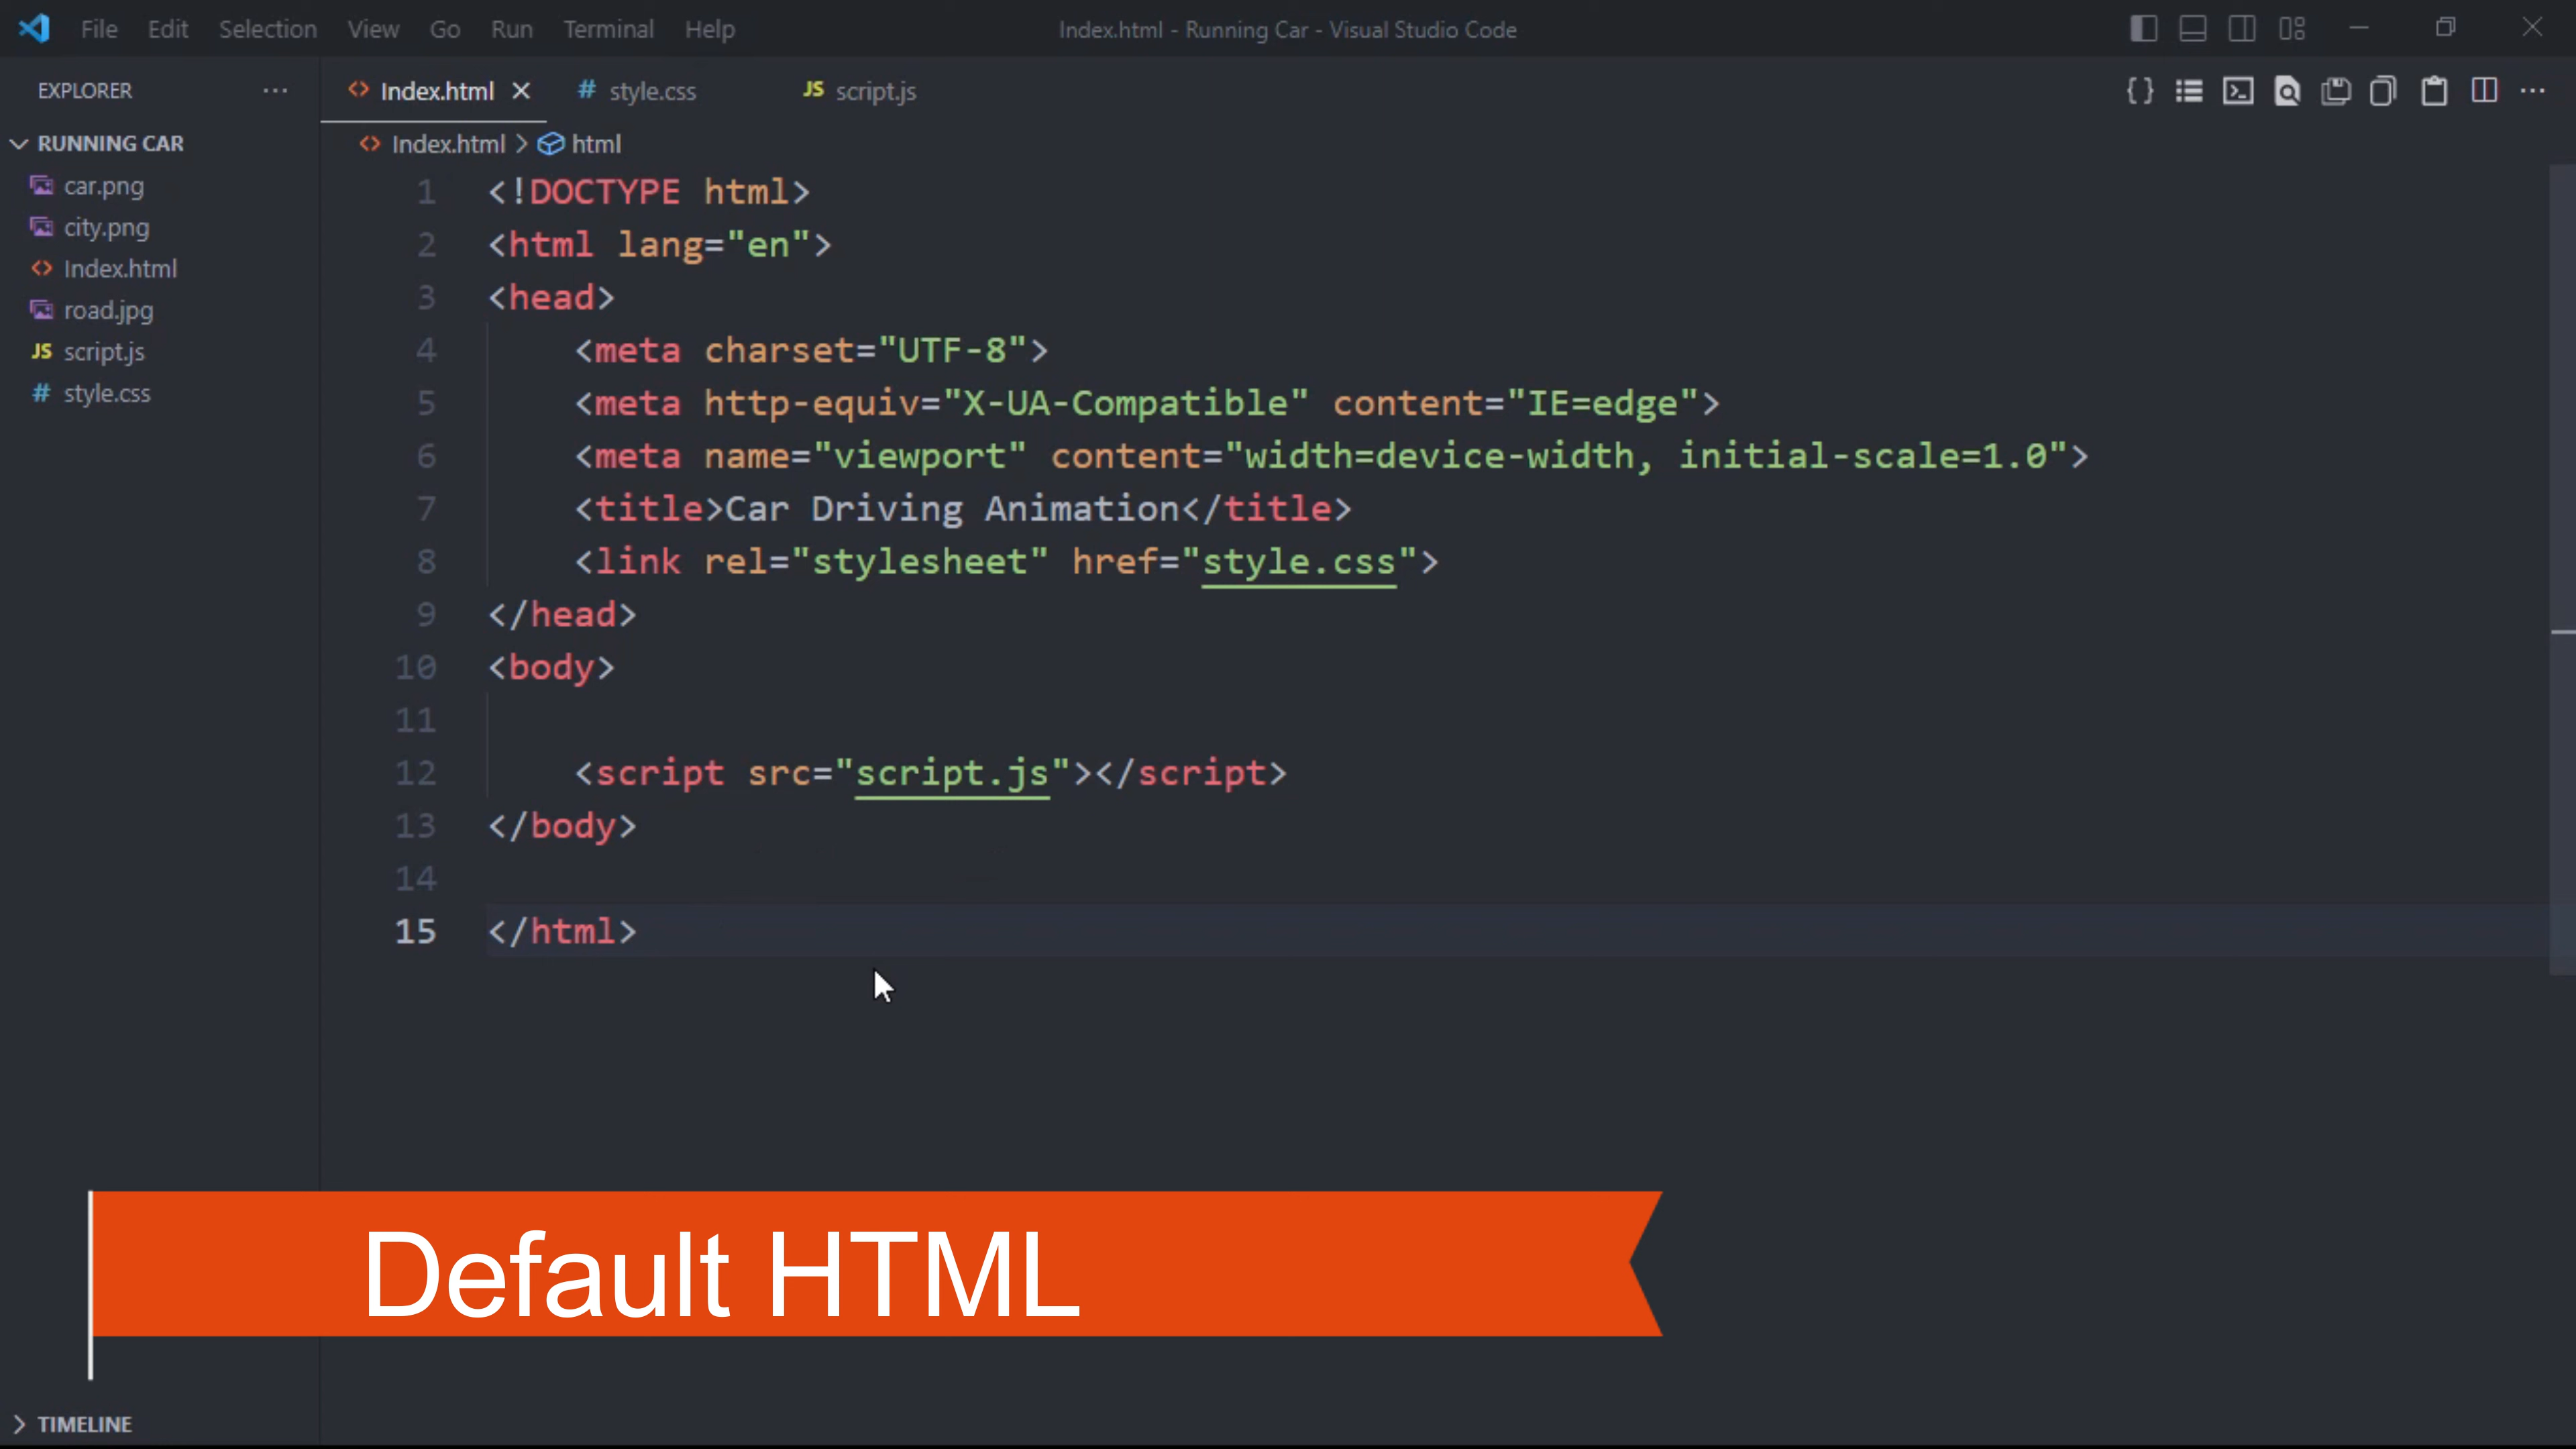 File Edit Selection View Go Run Terminal Help
Index.html - Running Car - Visual Studio Code
EXPLORER
RUNNING CAR
car.png
city.png
Index.html
road.jpg
JS script.js
# style.css
TIMELINE
Index.html # style.css JS script.js
Index.html > html
1 <!DOCTYPE html>
2 <html lang="en">
3 <head>
4 <meta charset="UTF-8">
5 <meta http-equiv="X-UA-Compatible" content="IE=edge">
6 <meta name="viewport" content="width=device-width, initial-scale=1.0">
7 <title>Car Driving Animation</title>
8 <link rel="stylesheet" href="style.css">
9 </head>
10 <body>
11
12 <script src="script.js"></script>
13 </body>
14
15 </html>
Default HTML